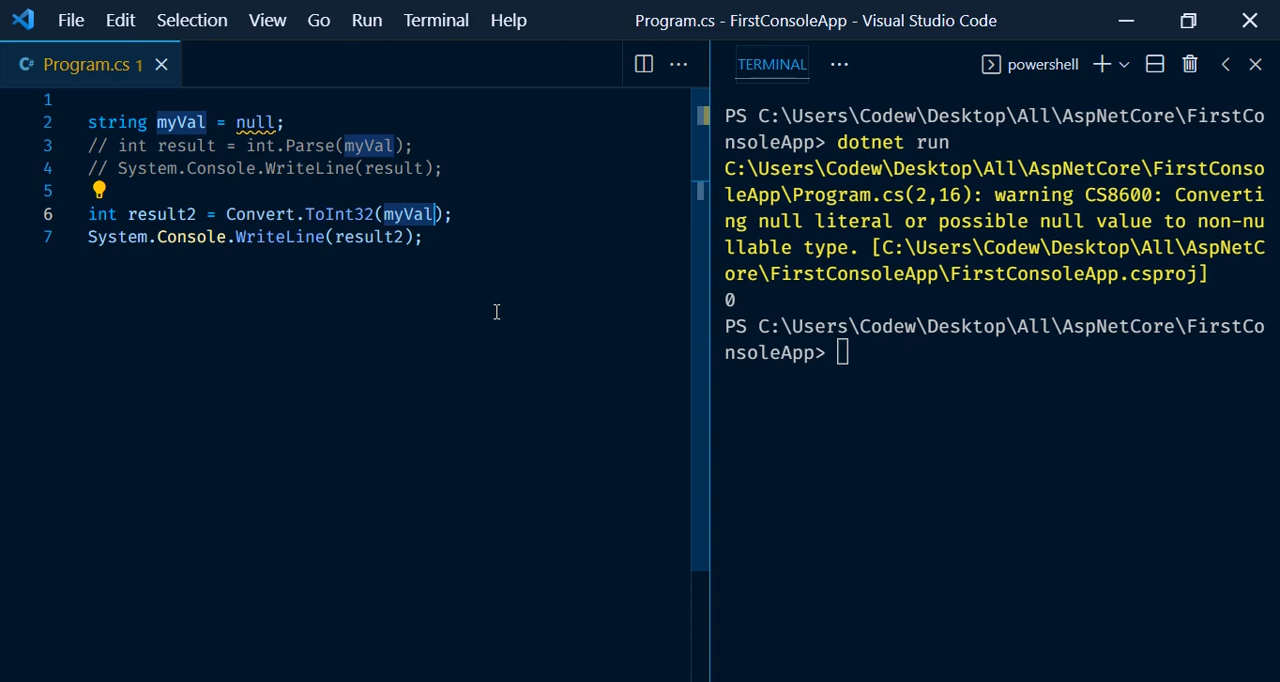 File Edit Selection View Go Run Terminal Help Program.cs - FirstConsoleApp - Visual Studio Code
C# Program.cs 1
TERMINAL powershell
1
2 string myVal = null;
3 // int result = int.Parse(myVal);
4 // System.Console.WriteLine(result);
5
6 int result2 = Convert.ToInt32(myVal);
7 System.Console.WriteLine(result2);
PS C:\Users\Codew\Desktop\All\AspNetCore\FirstCo
nsoleApp> dotnet run
C:\Users\Codew\Desktop\All\AspNetCore\FirstConso
leApp\Program.cs(2,16): warning CS8600: Converti
ng null literal or possible null value to non-nu
llable type. [C:\Users\Codew\Desktop\All\AspNetC
ore\FirstConsoleApp\FirstConsoleApp.csproj]
0
PS C:\Users\Codew\Desktop\All\AspNetCore\FirstCo
nsoleApp>